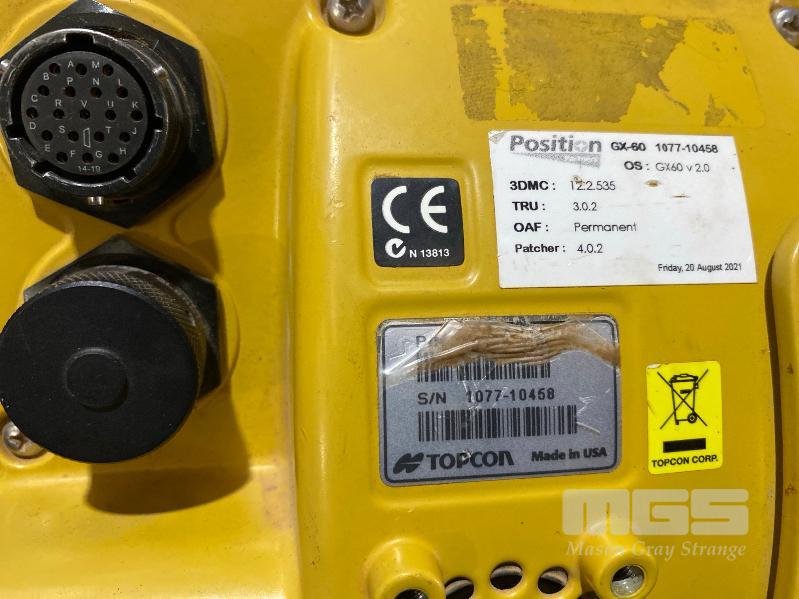 A M
B P N L
C R V U K
D S T J
E F G H
14-19
CE
N 13813
Position GX-60 1077-10458
Partners
OS: GX60 v 2.0
3DMC: 12.2.535
TRU: 3.0.2
OAF: Permanent
Patcher: 4.0.2
Friday, 20 August 2021
P
S/N 1077-10458
TOPCON Made in USA
TOPCON CORP.
MGS
Mason Gray Strange